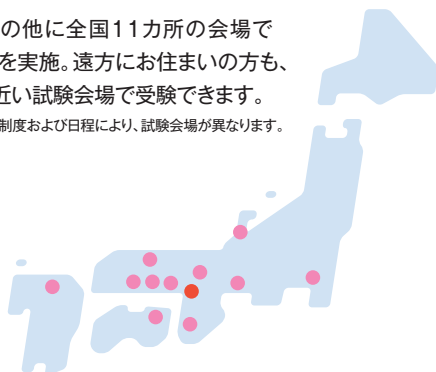 の他に全国11カ所の会場で
を実施。遠方にお住まいの方も、
近い試験会場で受験できます。
制度および日程により、試験会場が異なります。